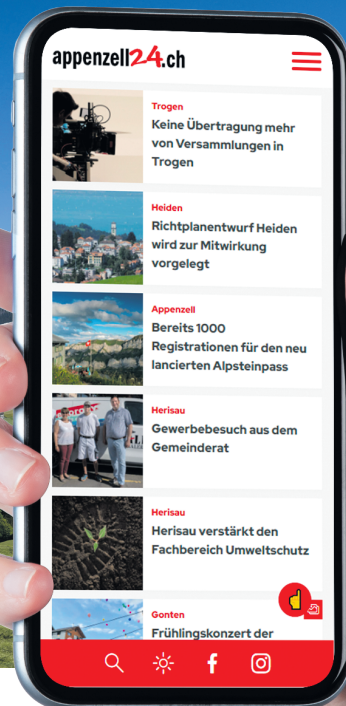 appenzell24.ch
Trogen
Keine Übertragung mehr
von Versammlungen in
Trogen
Heiden
Richtplanentwurf Heiden
wird zur Mitwirkung
vorgelegt
Appenzell
Bereits 1000
Registrationen für den neu
lancierten Alpsteinpass
Herisau
Gewerbebesuch aus dem
Gemeinderat
Herisau
Herisau verstärkt den
Fachbereich Umweltschutz
Gonten
Frühlingskonzert der